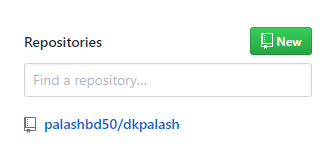 Repositories
New
Find a repository...
palashbd50/dkpalash